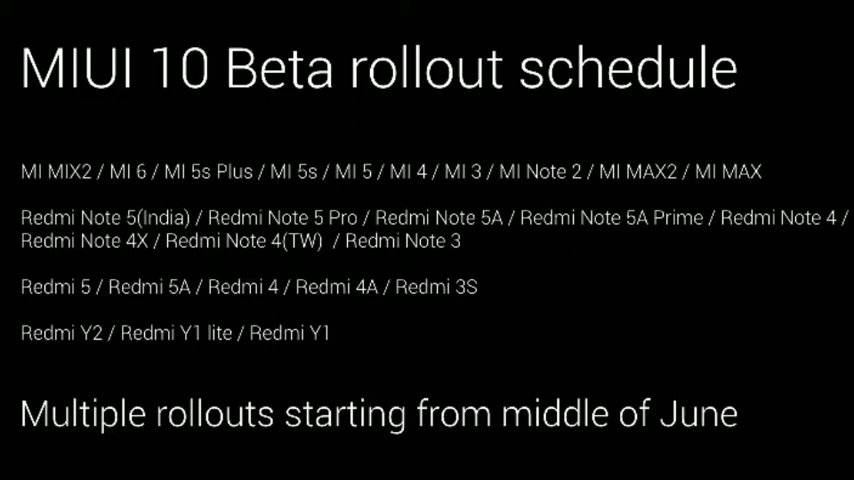 MIUI 10 Beta rollout schedule
MI MIX2 / MI 6 / MI 5s Plus / MI 5s / MI 5 / MI 4 / MI 3 / MI Note 2 / MI MAX2 / MI MAX
Redmi Note 5(India) / Redmi Note 5 Pro / Redmi Note 5A / Redmi Note 5A Prime / Redmi Note 4 /
Redmi Note 4X / Redmi Note 4(TW) / Redmi Note 3
Redmi 5 / Redmi 5A / Redmi 4 / Redmi 4A / Redmi 3S
Redmi Y2 / Redmi Y1 lite / Redmi Y1
Multiple rollouts starting from middle of June